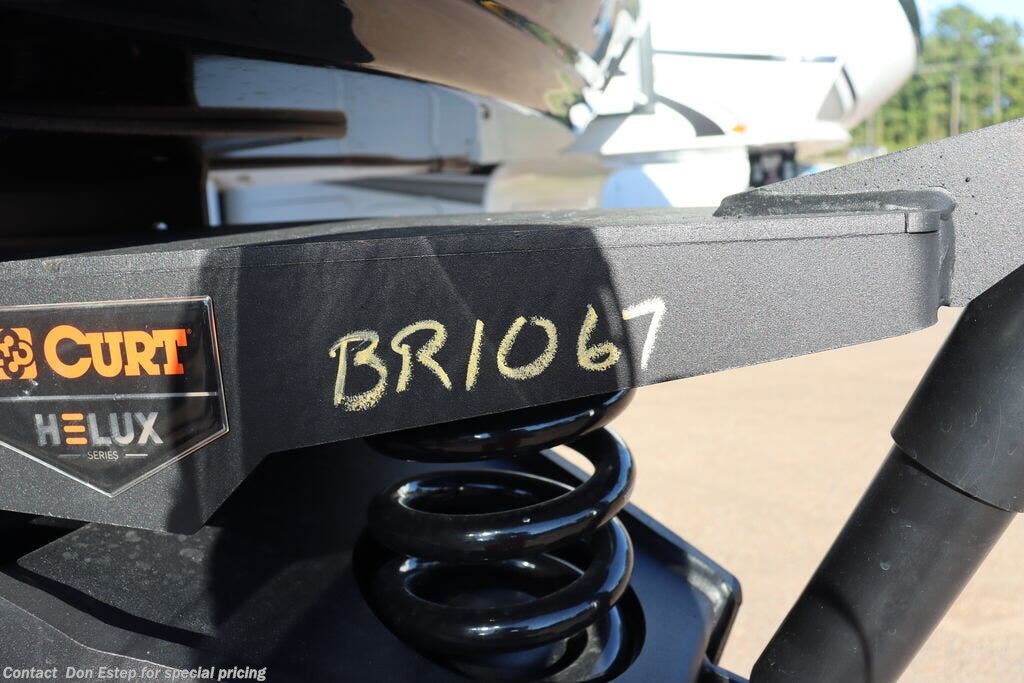 BR1067
CURT
HELUX
SERIES
Contact Don Estep for special pricing